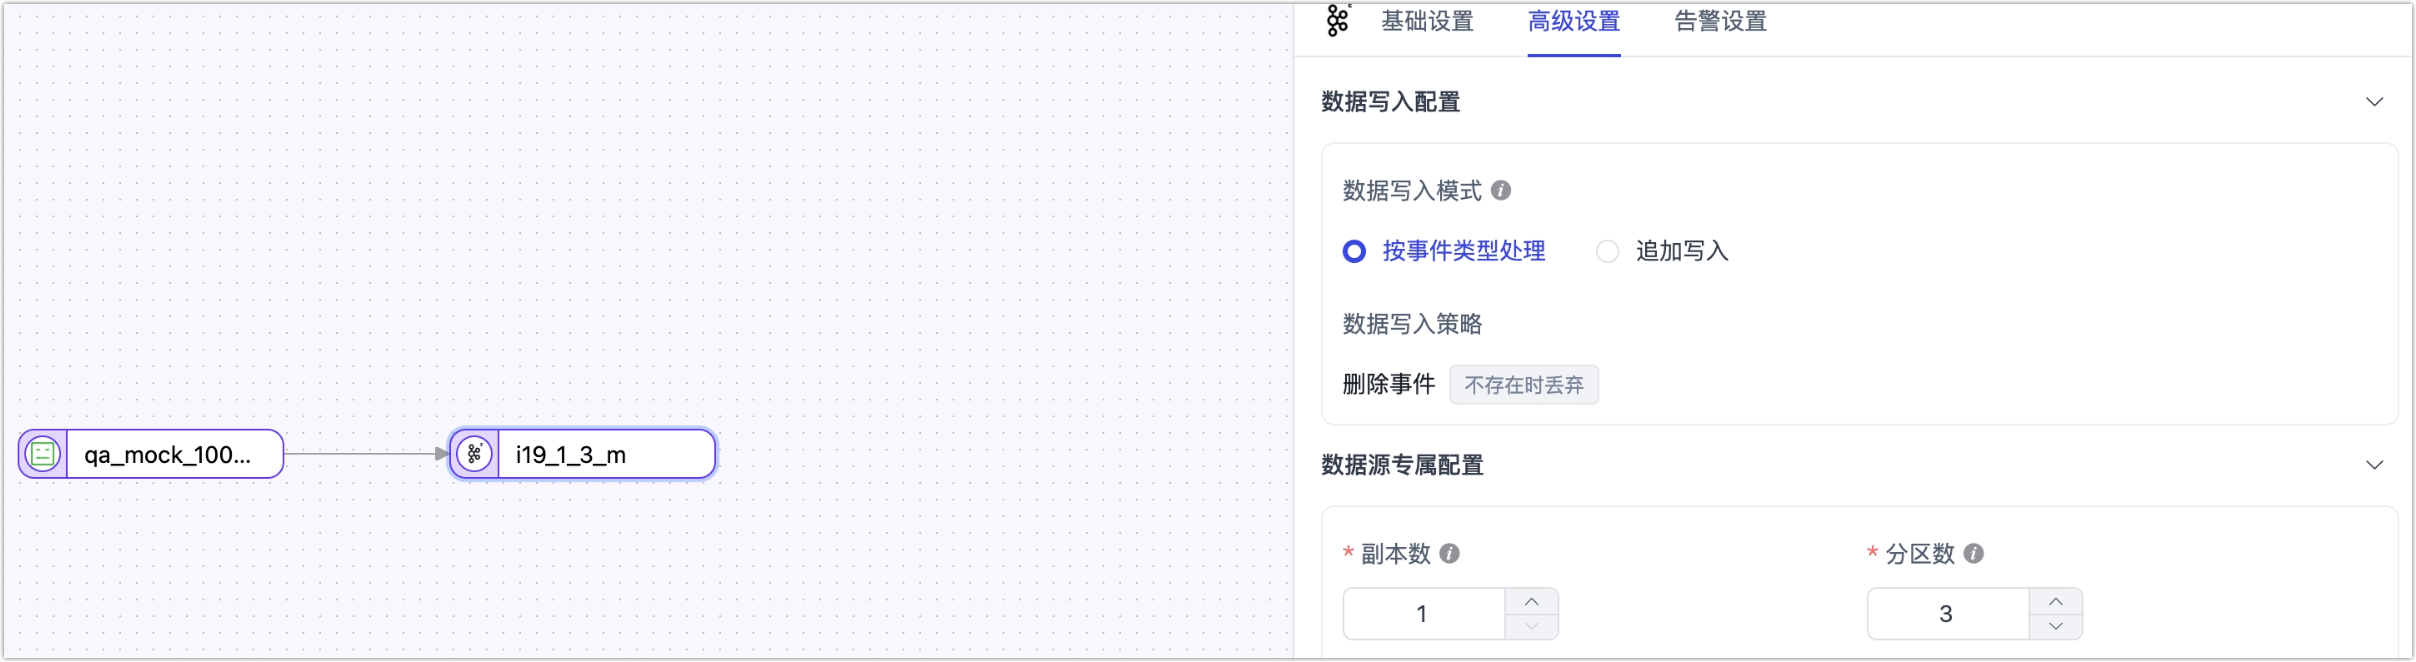 基础设置 高级设置 告警设置
数据写入配置
数据写入模式
按事件类型处理 追加写入
数据写入策略
删除事件 不存在时丢弃
qa_mock_100... i19_1_3_m
数据源专属配置
* 副本数 * 分区数
1 3